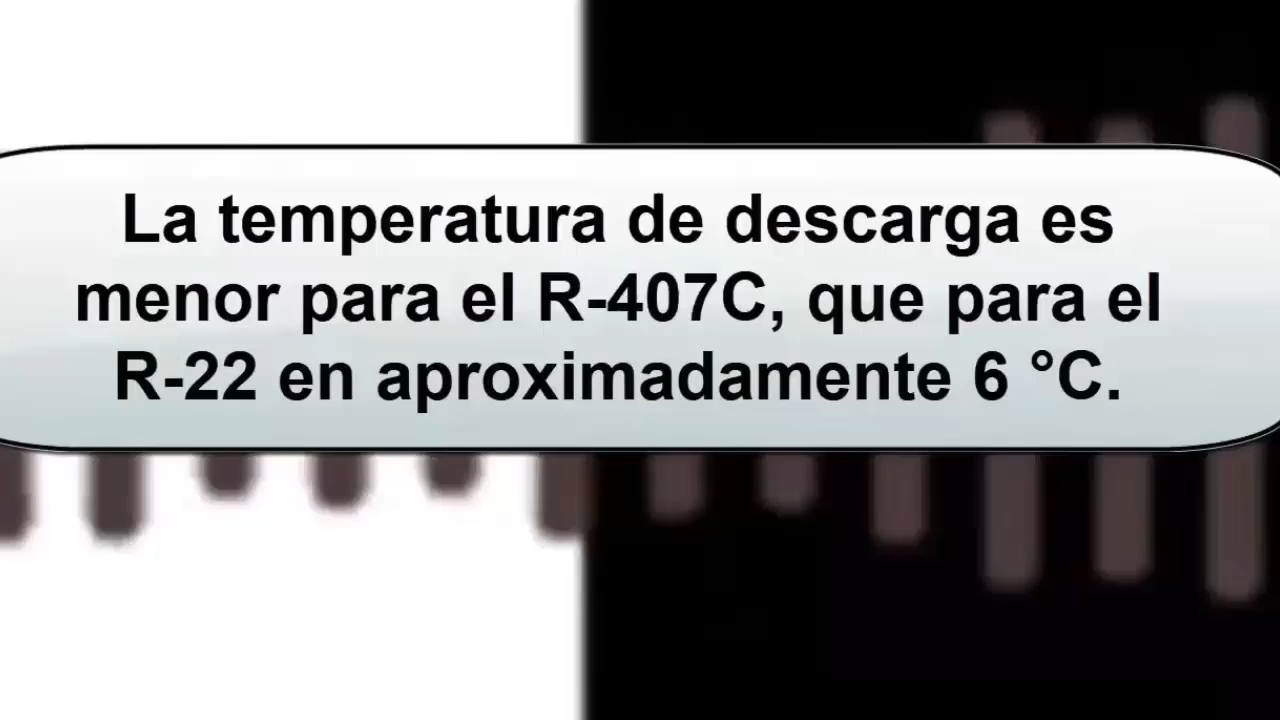 La temperatura de descarga es
menor para el R-407C, que para el
R-22 en aproximadamente 6 °C.